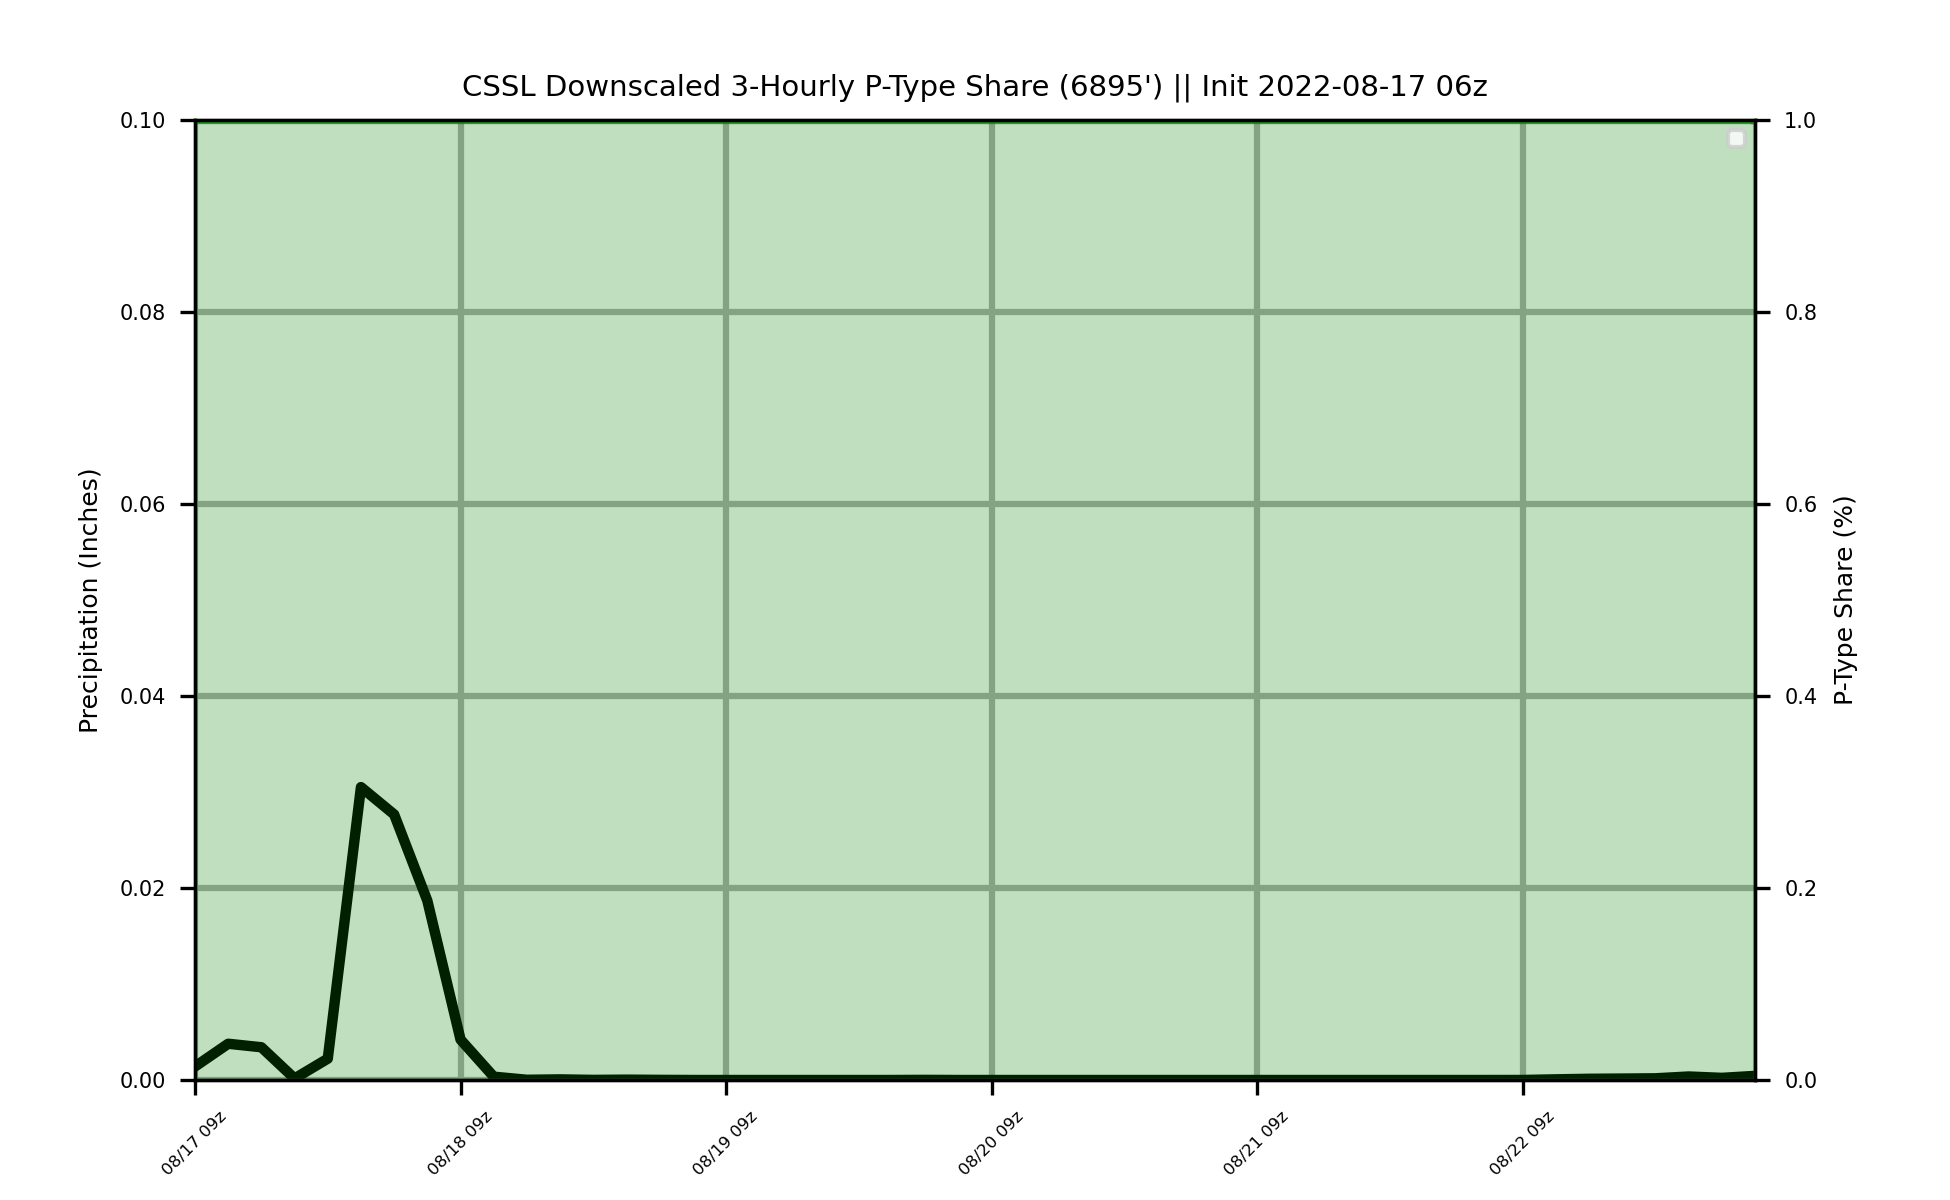 CSSL Downscaled 3-Hourly P-Type Share (6895') || Init 2022-08-17 06z
0.10
0.08
0.06
0.04
0.02
0.00
Precipitation (Inches)
1.0
0.8
0.6
0.4
0.2
0.0
P-Type Share (%)
08/17 09z
08/18 09z
08/19 09z
08/20 09z
08/21 09z
08/22 09z